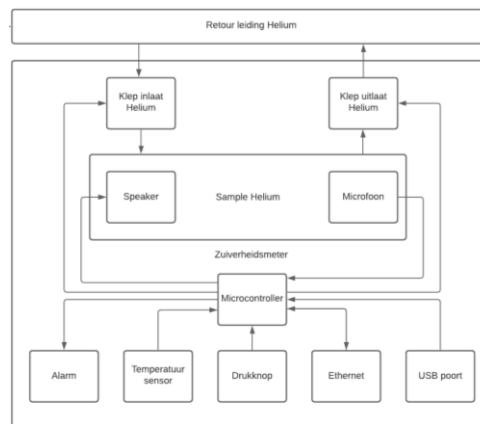 Retour leiding Helium
Klep inlaat
Helium
Klep uitlaat
Helium
Speaker
Sample Helium
Microfoon
Zuiverheidsmeter
Microcontroller
Alarm
Temperatuur
sensor
Drukknop
Ethernet
USB poort